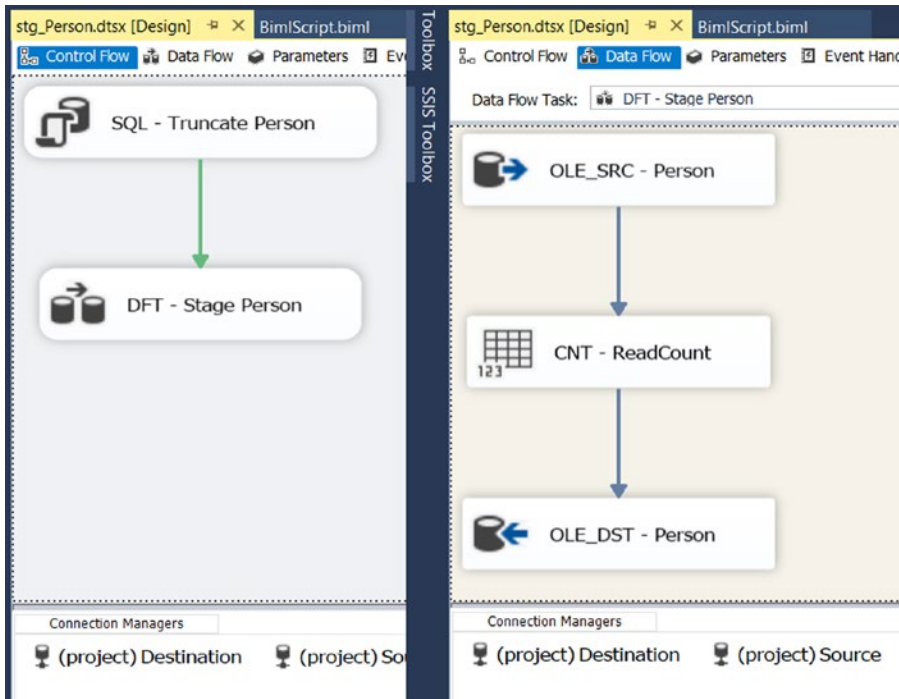 stg_Person.dtsx [Design]
BimlScript.biml
Control Flow
Data Flow
Parameters
SQL - Truncate Person
DFT - Stage Person
Connection Managers
(project) Destination
(project)
Toolbox
SSIS Toolbox
stg_Person.dtsx [Design]
BimlScript.biml
Control Flow
Data Flow
Parameters
Event
Data Flow Task:
DFT - Stage Person
OLE_SRC - Person
123
CNT - ReadCount
OLE_DST - Person
Connection Managers
(project) Destination
(project) Source